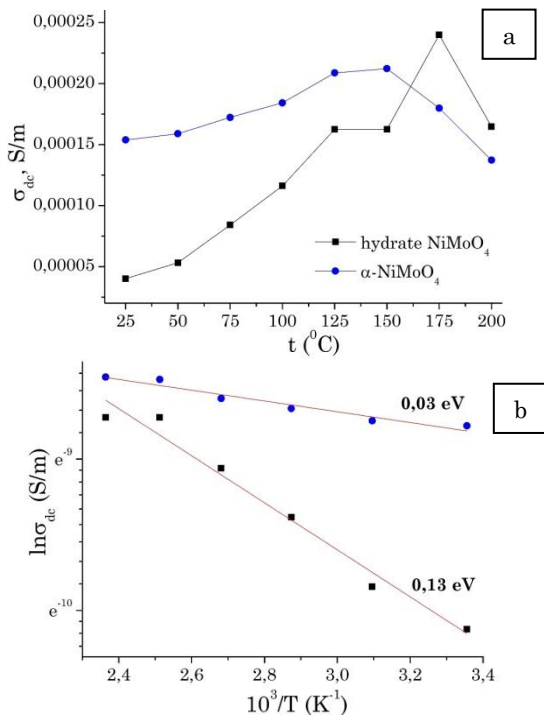 a
0,00025
0,00020
0,00015
0,00010
0,00005
σdc, S/m
hydrate NiMoO4
α-NiMoO4
25 50 75 100 125 150 175 200
t (⁰C)
b
0,03 eV
e⁻⁹
lnσdc (S/m)
0,13 eV
e⁻¹⁰
2,4 2,6 2,8 3,0 3,2 3,4
10³/T (K⁻¹)